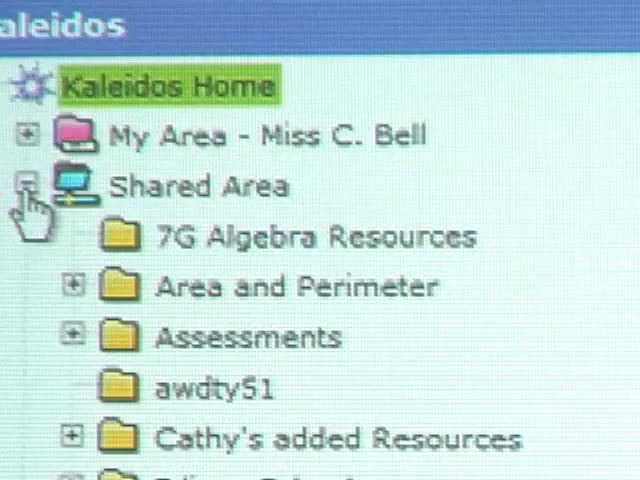 aleidos
Kaleidos Home
My Area - Miss C. Bell
Shared Area
7G Algebra Resources
Area and Perimeter
Assessments
awdty51
Cathy's added Resources